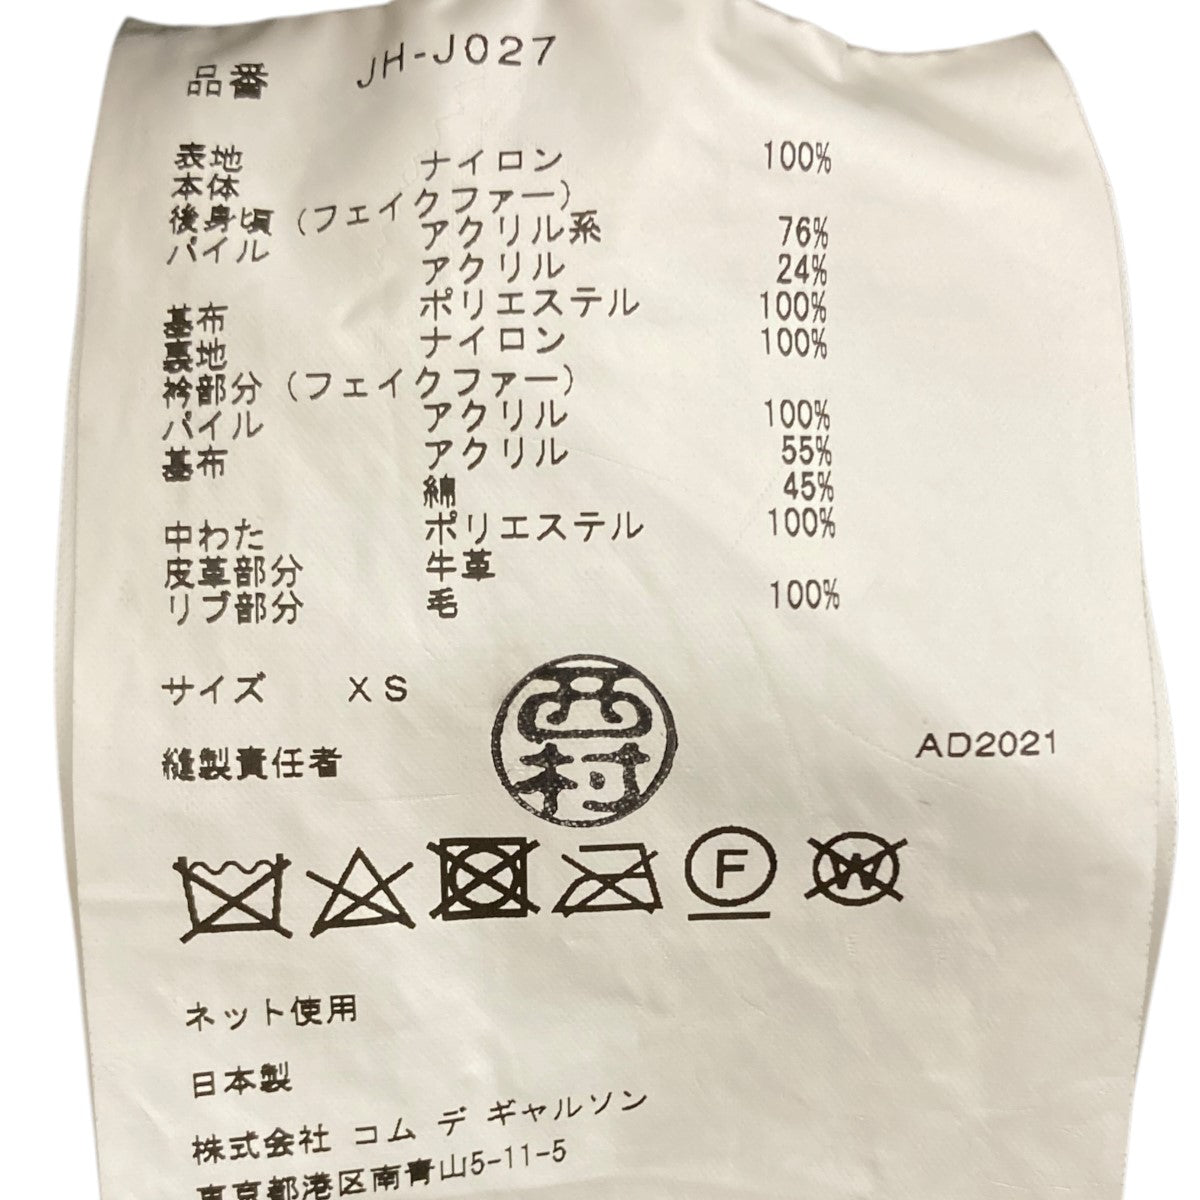 品番 JH-J027
表地 ナイロン 100%
本体
後身頃 (フェイクファー)
パイル アクリル系 76%
アクリル 24%
基布 ポリエステル 100%
裏地 ナイロン 100%
衿部分 (フェイクファー)
パイル アクリル 100%
基布 アクリル 55%
綿 45%
中わた ポリエステル 100%
皮革部分 牛革
リブ部分 毛 100%
サイズ XS
西村
縫製責任者 AD2021
F W
ネット使用
日本製
株式会社 コム デ ギャルソン
東京都港区南青山5-11-5